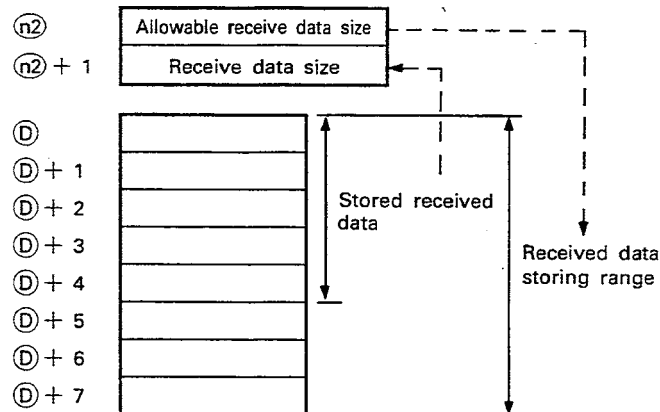 (n2) Allowable receive data size
(n2) + 1 Receive data size
(D)
(D) + 1
(D) + 2
(D) + 3
(D) + 4
(D) + 5
(D) + 6
(D) + 7
Stored received
data
Received data
storing range